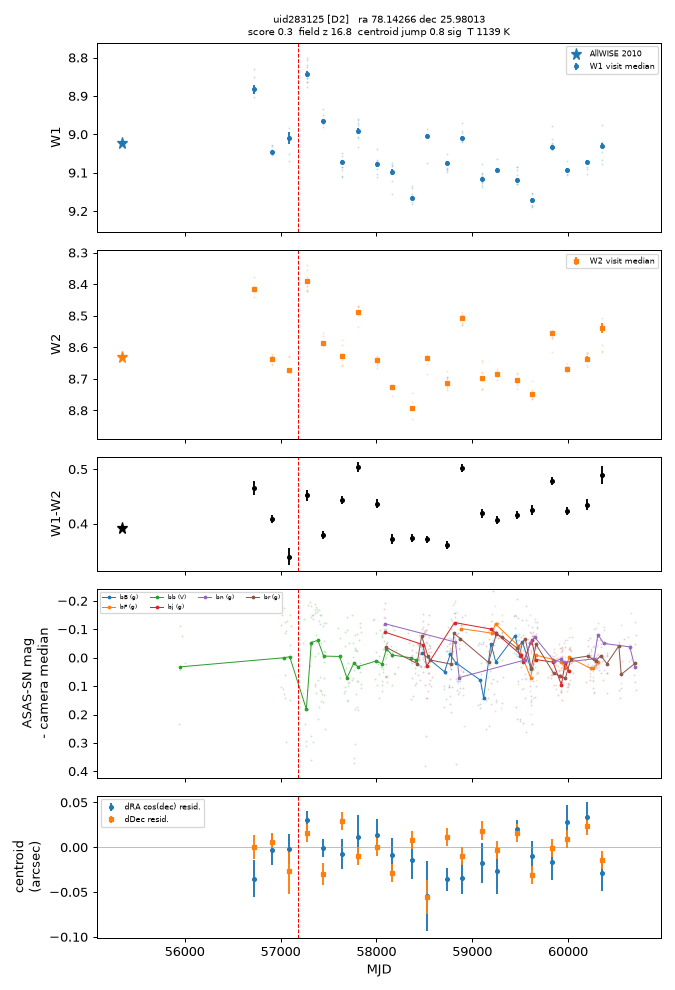 uid283125 [D2]   ra 78.14266 dec 25.98013
score 0.3  field z 16.8  centroid jump 0.8 sig  T 1139 K
AllWISE 2010
W1 visit median
8.8
8.9
9.0
9.1
9.2
W1
W2 visit median
8.3
8.4
8.5
8.6
8.7
8.8
W2
0.5
0.4
W1-W2
bB (g)
bF (g)
bb (V)
bj (g)
bn (g)
br (g)
−0.2
−0.1
0.0
0.1
0.2
0.3
0.4
ASAS-SN mag
- camera median
dRA cos(dec) resid.
dDec resid.
0.05
0.00
−0.05
−0.10
centroid
(arcsec)
56000
57000
58000
59000
60000
MJD